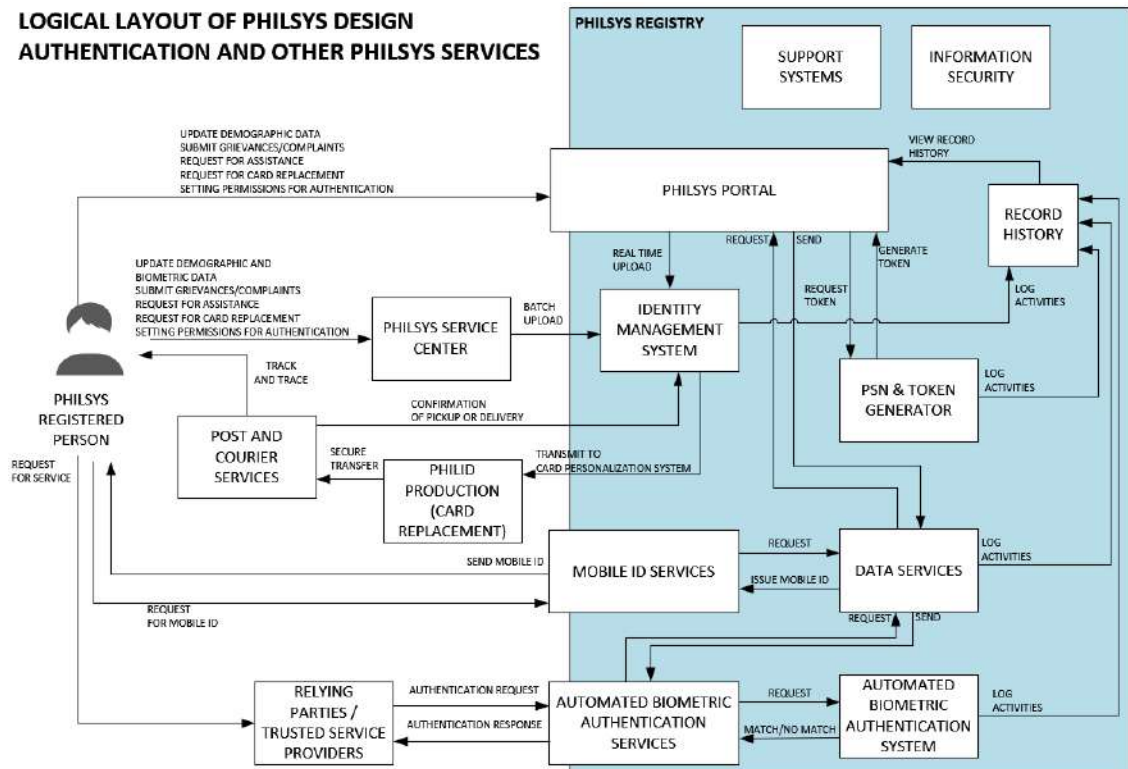 LOGICAL LAYOUT OF PHILSYS DESIGN
AUTHENTICATION AND OTHER PHILSYS SERVICES
PHILSYS REGISTRY
SUPPORT
SYSTEMS
INFORMATION
SECURITY
UPDATE DEMOGRAPHIC DATA
SUBMIT GRIEVANCES/COMPLAINTS
REQUEST FOR ASSISTANCE
REQUEST FOR CARD REPLACEMENT
SETTING PERMISSIONS FOR AUTHENTICATION
VIEW RECORD
HISTORY
PHILSYS PORTAL
RECORD
HISTORY
REAL TIME
UPLOAD
REQUEST
SEND
GENERATE
TOKEN
REQUEST
TOKEN
LOG
ACTIVITIES
UPDATE DEMOGRAPHIC AND
BIOMETRIC DATA
SUBMIT GRIEVANCES/COMPLAINTS
REQUEST FOR ASSISTANCE
REQUEST FOR CARD REPLACEMENT
SETTING PERMISSIONS FOR AUTHENTICATION
PHILSYS SERVICE
CENTER
BATCH
UPLOAD
IDENTITY
MANAGEMENT
SYSTEM
PSN & TOKEN
GENERATOR
LOG
ACTIVITIES
TRACK
AND TRACE
PHILSYS
REGISTERED
PERSON
CONFIRMATION
OF PICKUP OR DELIVERY
POST AND
COURIER
SERVICES
SECURE
TRANSFER
PHILID
PRODUCTION
(CARD
REPLACEMENT)
TRANSMIT TO
CARD PERSONALIZATION SYSTEM
REQUEST
FOR SERVICE
SEND MOBILE ID
MOBILE ID SERVICES
REQUEST
ISSUE MOBILE ID
DATA SERVICES
LOG
ACTIVITIES
REQUEST
FOR MOBILE ID
REQUEST
SEND
RELYING
PARTIES /
TRUSTED SERVICE
PROVIDERS
AUTHENTICATION REQUEST
AUTHENTICATION RESPONSE
AUTOMATED BIOMETRIC
AUTHENTICATION
SERVICES
REQUEST
MATCH/NO MATCH
AUTOMATED
BIOMETRIC
AUTHENTICATION
SYSTEM
LOG
ACTIVITIES